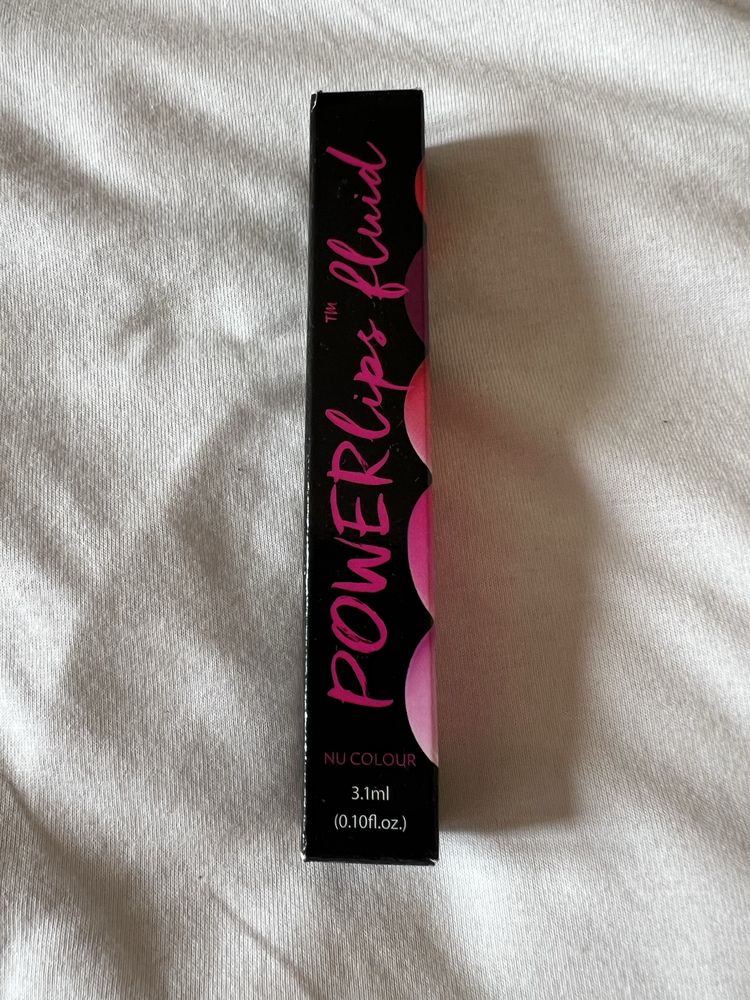 POWERlips™ fluid
NU COLOUR
3.1ml
(0.10fl.oz.)